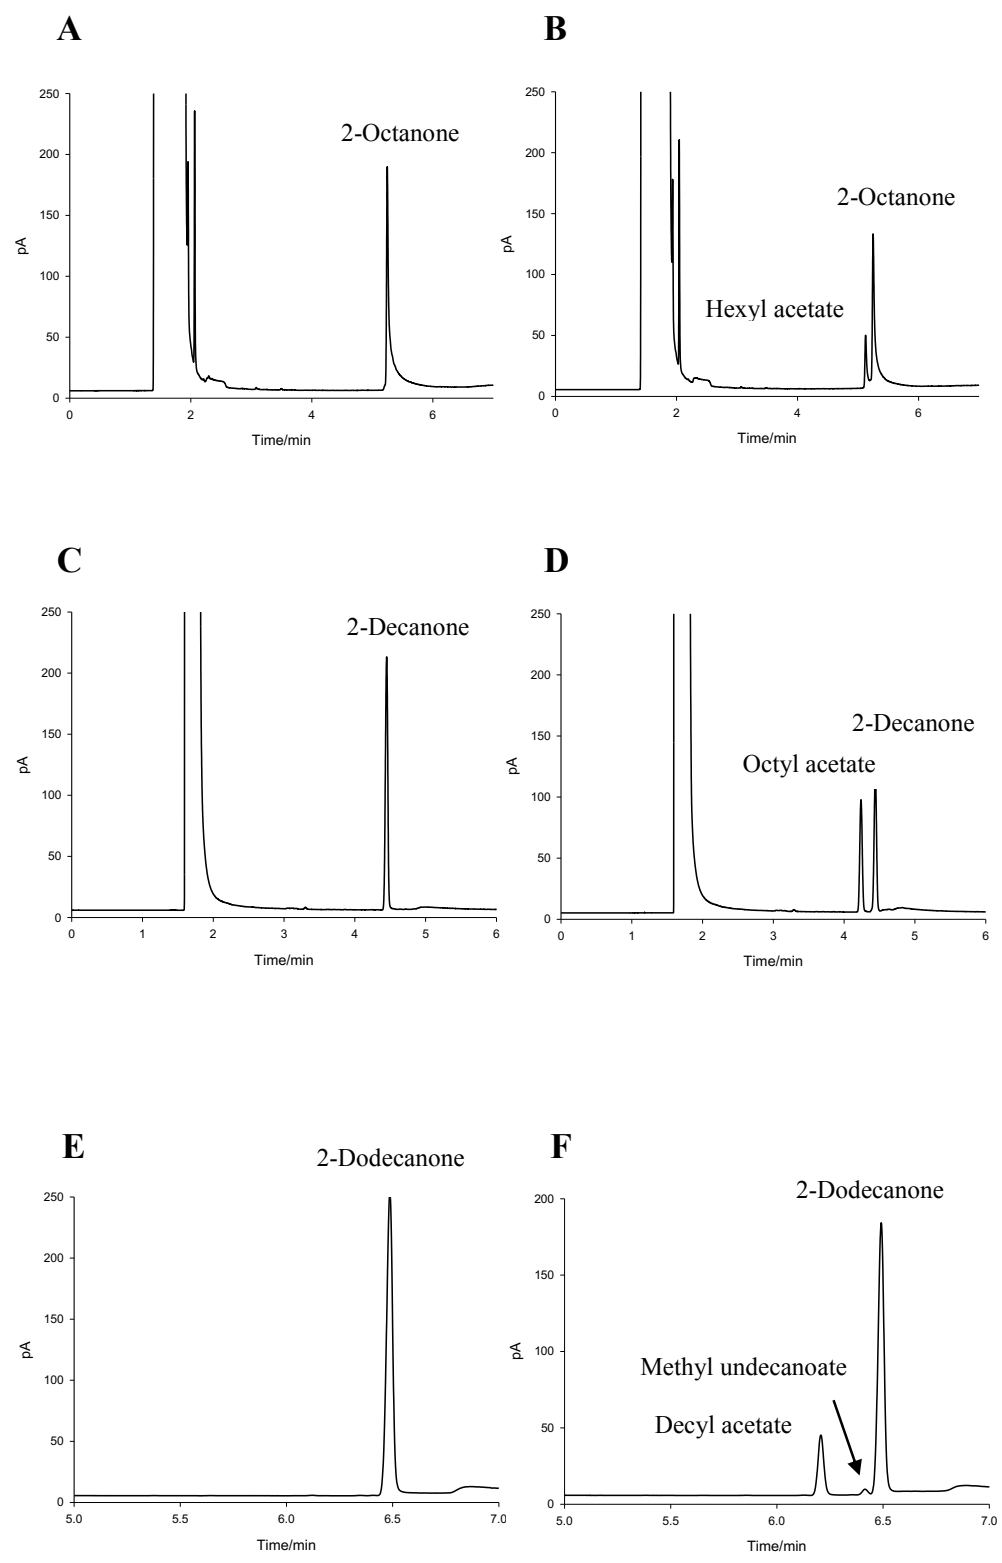 A
B
250
200
150
100
50
0
pA
2-Octanone
0
2
4
6
Time/min
250
200
150
100
50
0
pA
2-Octanone
Hexyl acetate
0
2
4
6
Time/min
C
D
250
200
150
100
50
0
pA
2-Decanone
0
1
2
3
4
5
6
Time/min
250
200
150
100
50
0
pA
2-Decanone
Octyl acetate
0
1
2
3
4
5
6
Time/min
E
F
2-Dodecanone
250
200
150
100
50
0
pA
5.0
5.5
6.0
6.5
7.0
Time/min
2-Dodecanone
200
150
100
50
0
pA
Methyl undecanoate
Decyl acetate
5.0
5.5
6.0
6.5
7.0
Time/min